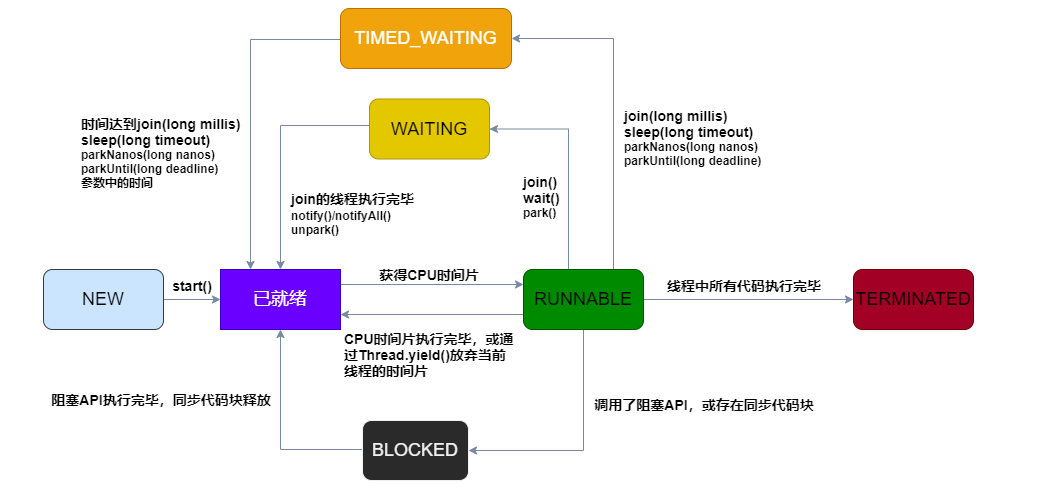 TIMED_WAITING
时间达到join(long millis)
sleep(long timeout)
parkNanos(long nanos)
parkUntil(long deadline)
参数中的时间
WAITING
join(long millis)
sleep(long timeout)
parkNanos(long nanos)
parkUntil(long deadline)
join的线程执行完毕
notify()/notifyAll()
unpark()
join()
wait()
park()
NEW
start()
已就绪
获得CPU时间片
RUNNABLE
线程中所有代码执行完毕
TERMINATED
CPU时间片执行完毕，或通
过Thread.yield()放弃当前
线程的时间片
阻塞API执行完毕，同步代码块释放
调用了阻塞API，或存在同步代码块
BLOCKED